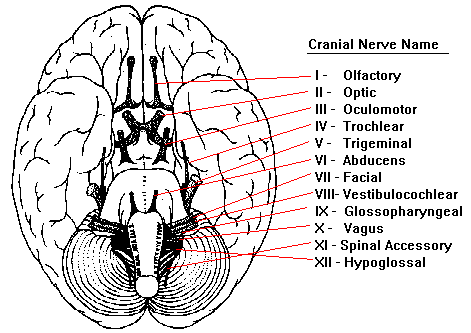 Cranial Nerve Name
I - Olfactory
II - Optic
III - Oculomotor
IV - Trochlear
V - Trigeminal
VI - Abducens
VII - Facial
VIII- Vestibulocochlear
IX - Glossopharyngeal
X - Vagus
XI - Spinal Accessory
XII - Hypoglossal